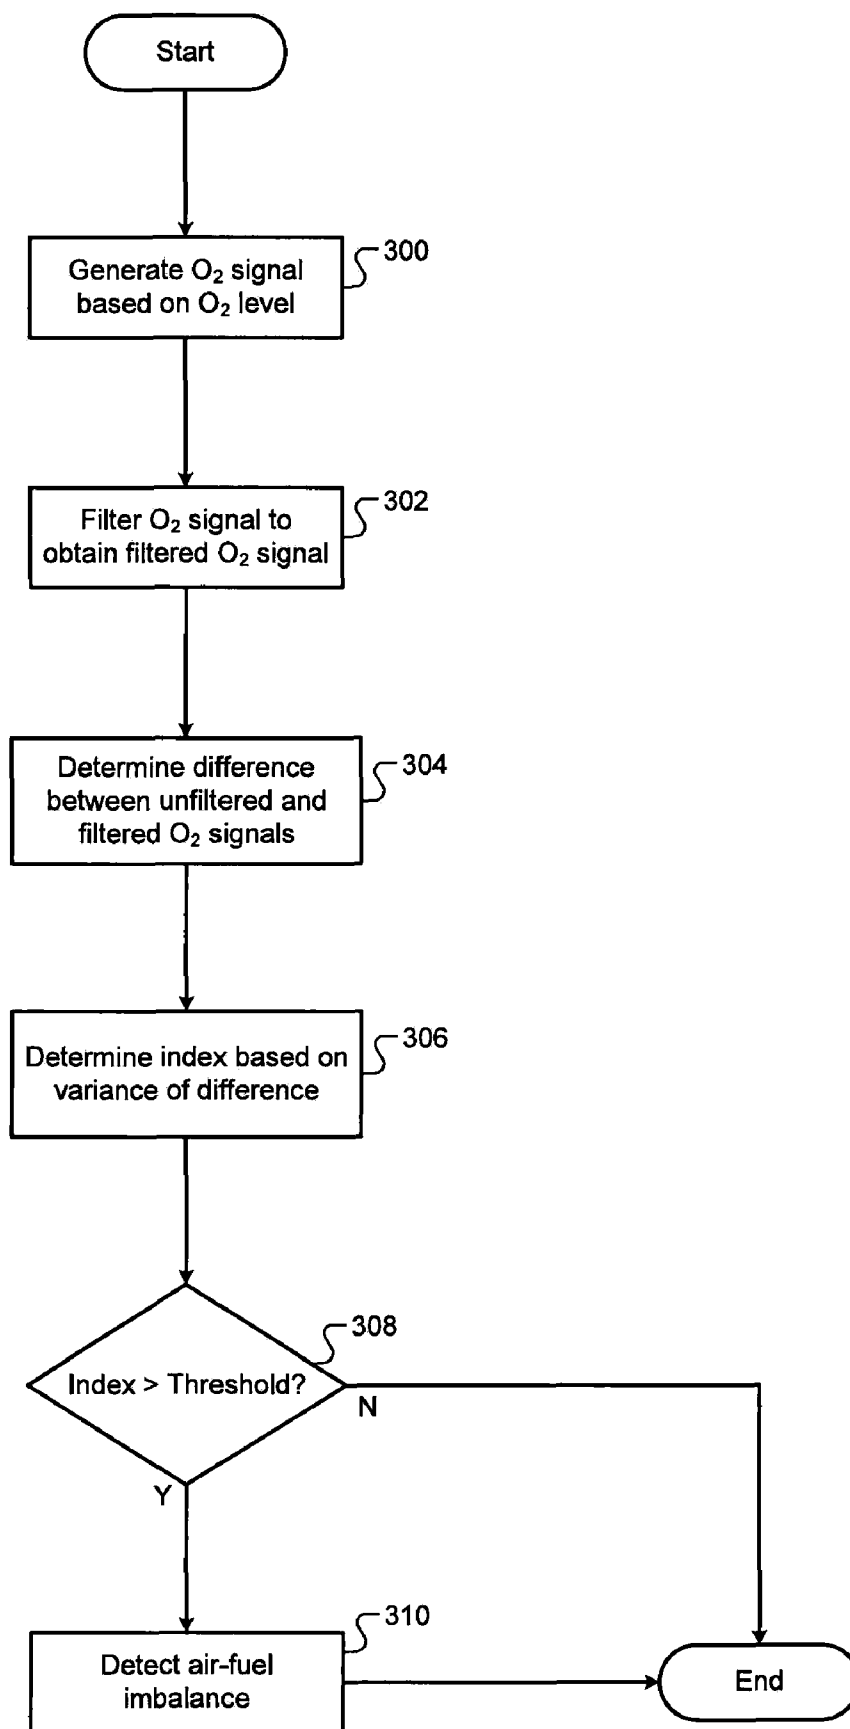 Start
300
Generate O₂ signal
based on O₂ level
302
Filter O₂ signal to
obtain filtered O₂ signal
304
Determine difference
between unfiltered and
filtered O₂ signals
306
Determine index based on
variance of difference
308
Index > Threshold?
N
Y
310
Detect air-fuel
imbalance
End